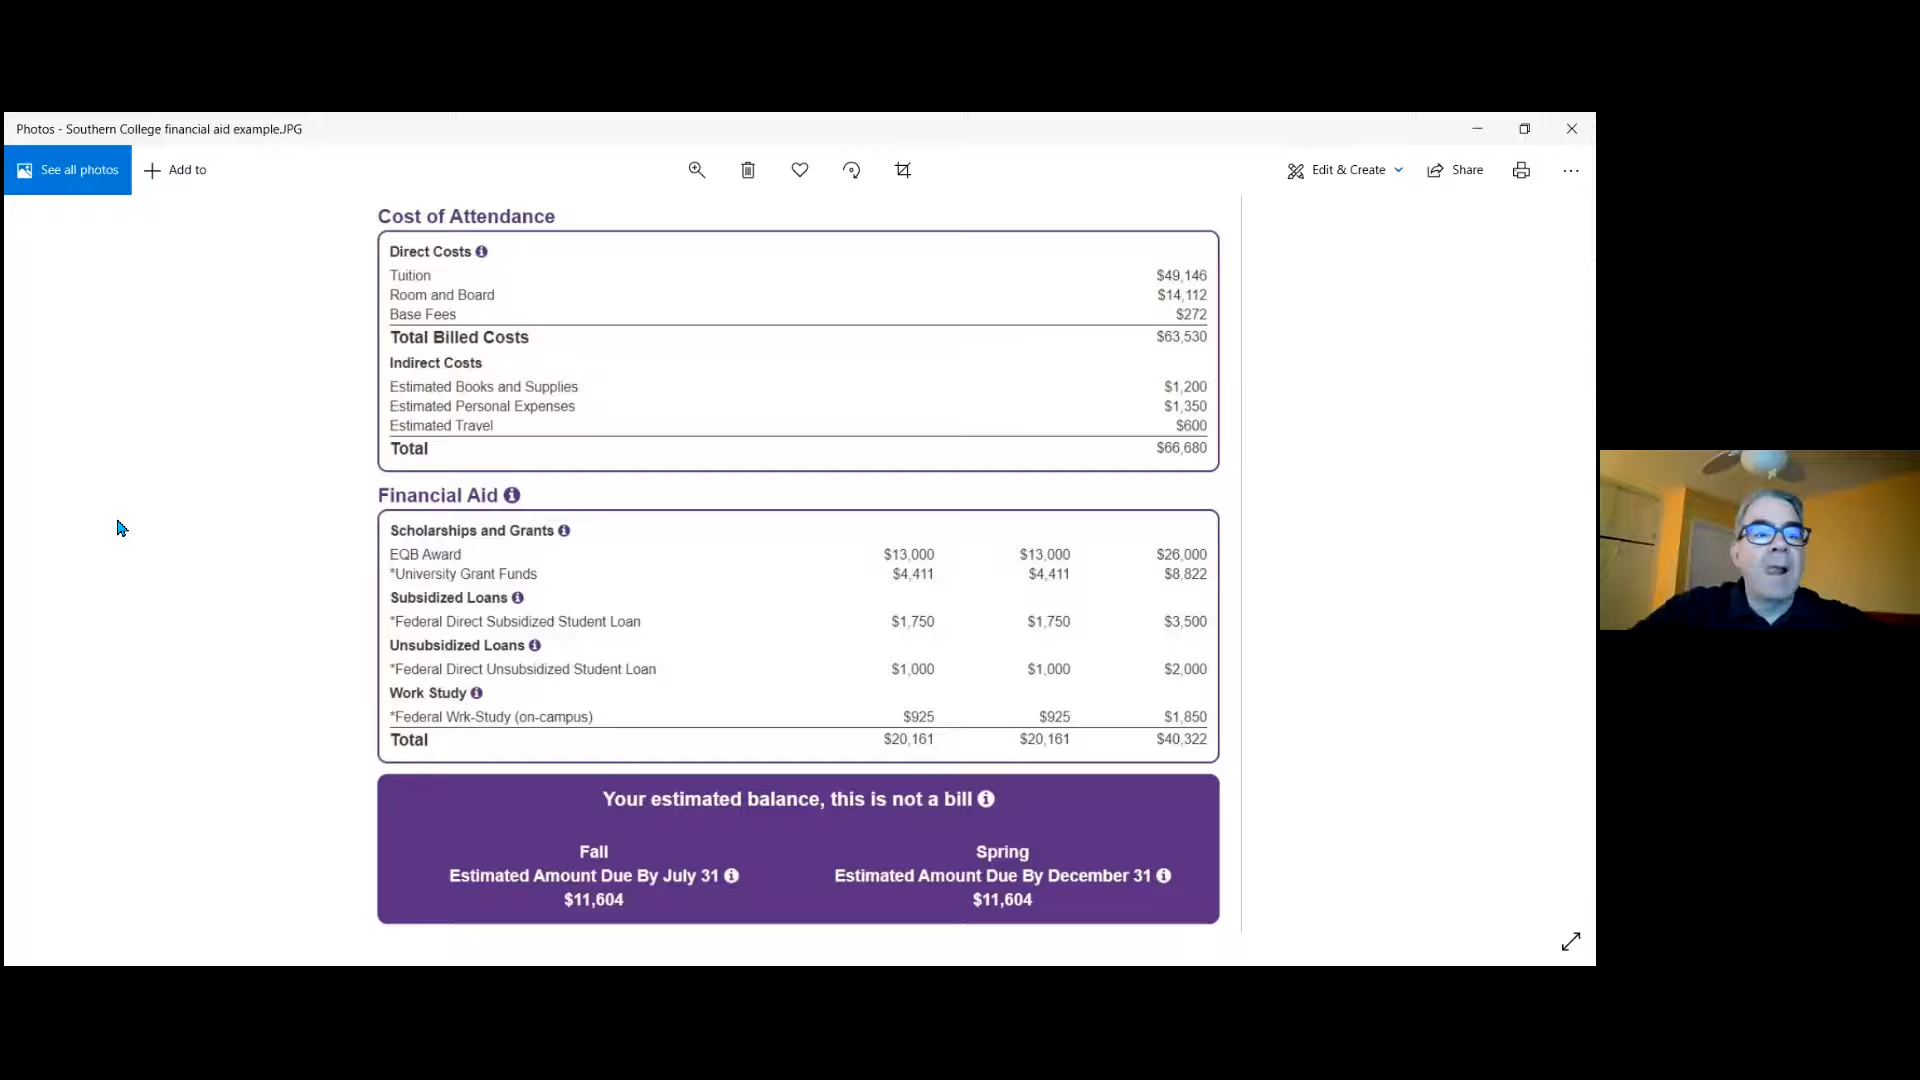 Photos - Southern College financial aid example.JPG
See all photos
Add to
Edit & Create
Share
Cost of Attendance
Direct Costs
Tuition $49,146
Room and Board $14,112
Base Fees $272
Total Billed Costs $63,530
Indirect Costs
Estimated Books and Supplies $1,200
Estimated Personal Expenses $1,350
Estimated Travel $600
Total $66,680
Financial Aid
Scholarships and Grants
EQB Award $13,000 $13,000 $26,000
*University Grant Funds $4,411 $4,411 $8,822
Subsidized Loans
*Federal Direct Subsidized Student Loan $1,750 $1,750 $3,500
Unsubsidized Loans
*Federal Direct Unsubsidized Student Loan $1,000 $1,000 $2,000
Work Study
*Federal Wrk-Study (on-campus) $925 $925 $1,850
Total $20,161 $20,161 $40,322
Your estimated balance, this is not a bill
Fall
Estimated Amount Due By July 31
$11,604
Spring
Estimated Amount Due By December 31
$11,604